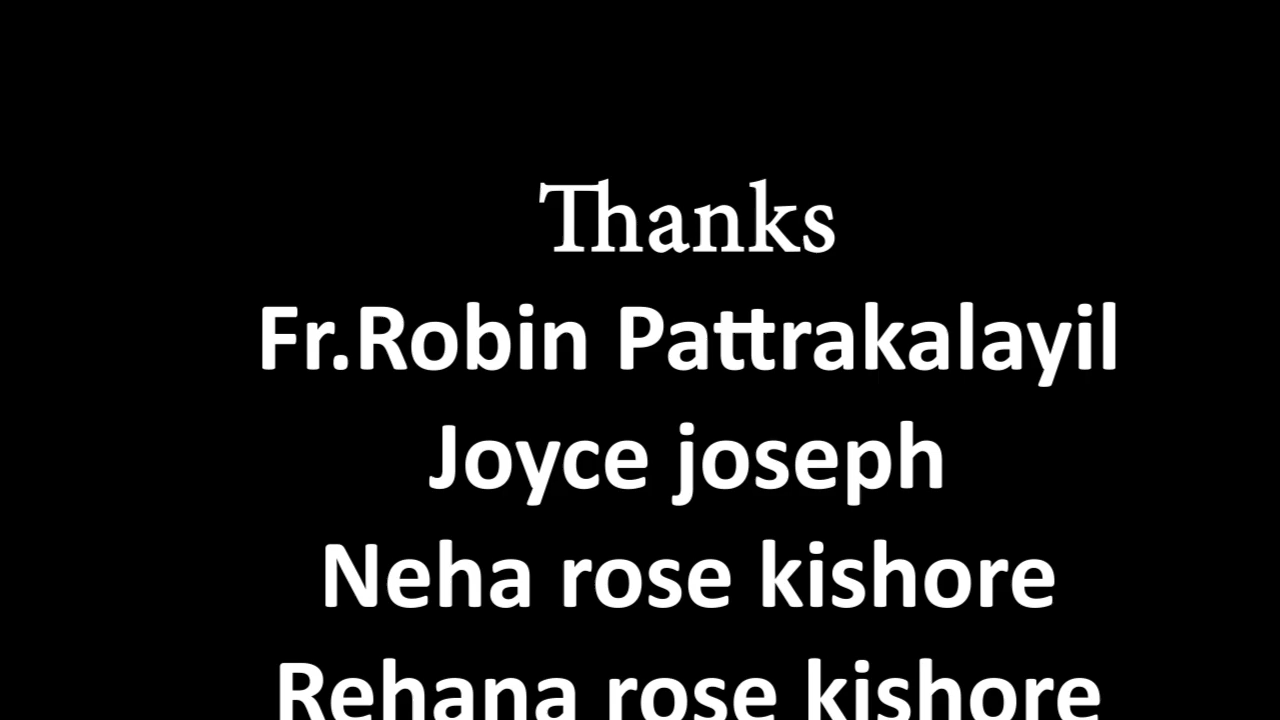 Thanks
Fr.Robin Pattrakalayil
Joyce joseph
Neha rose kishore
Rehana rose kishore